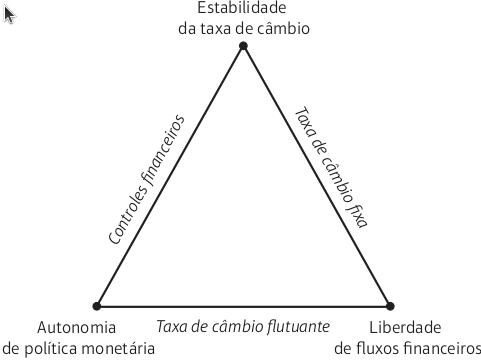 Estabilidade
da taxa de câmbio
Controles financeiros
Taxa de câmbio fixa
Autonomia
de política monetária
Taxa de câmbio flutuante
Liberdade
de fluxos financeiros